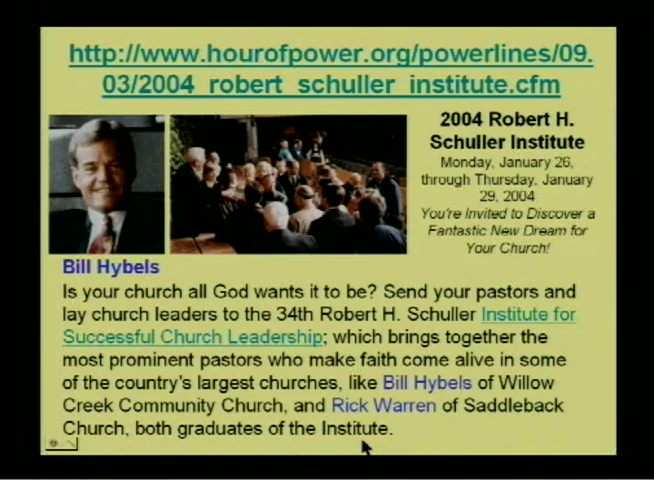 http://www.hourofpower.org/powerlines/09.
03/2004_robert_schuller_institute.cfm
2004 Robert H.
Schuller Institute
Monday, January 26,
through Thursday, January
29, 2004
You're Invited to Discover a
Fantastic New Dream for
Your Church!
Bill Hybels
Is your church all God wants it to be? Send your pastors and
lay church leaders to the 34th Robert H. Schuller Institute for
Successful Church Leadership; which brings together the
most prominent pastors who make faith come alive in some
of the country's largest churches, like Bill Hybels of Willow
Creek Community Church, and Rick Warren of Saddleback
Church, both graduates of the Institute.